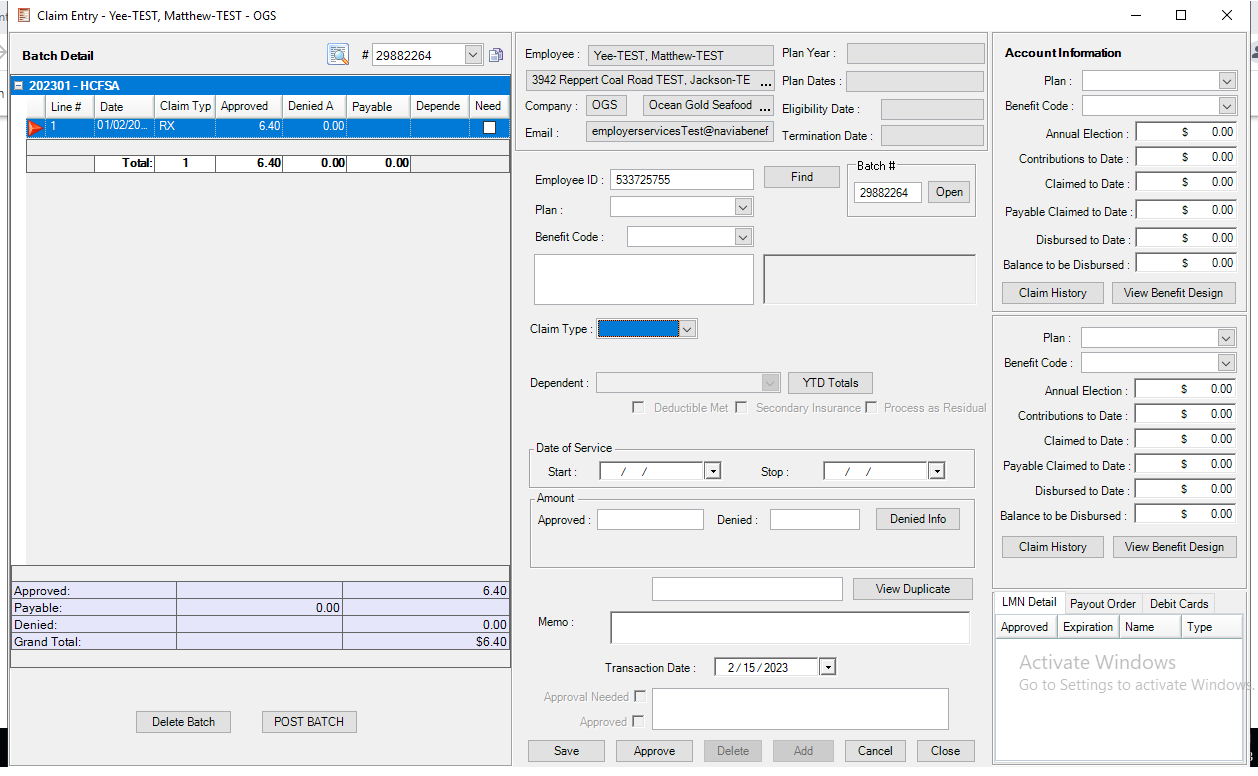 Claim Entry - Yee-TEST, Matthew-TEST - OGS
Batch Detail
# 29882264
202301 - HCFSA
Line # Date Claim Typ Approved Denied A Payable Depende Need
1 01/02/20... RX 6.40 0.00
Total: 1 6.40 0.00 0.00
Approved: 6.40
Payable: 0.00
Denied: 0.00
Grand Total: $6.40
Delete Batch POST BATCH
Employee : Yee-TEST, Matthew-TEST Plan Year :
3942 Reppert Coal Road TEST, Jackson-TE ... Plan Dates :
Company : OGS Ocean Gold Seafood ... Eligibility Date :
Email : employerservicesTest@naviabenef Termination Date :
Employee ID : 533725755 Find
Batch #
29882264 Open
Plan :
Benefit Code :
Claim Type :
Dependent : YTD Totals
Deductible Met Secondary Insurance Process as Residual
Date of Service
Start : / / Stop : / /
Amount
Approved : Denied : Denied Info
View Duplicate
Memo :
Transaction Date : 2/15/2023
Approval Needed
Approved
Save Approve Delete Add Cancel Close
Account Information
Plan :
Benefit Code :
Annual Election : $ 0.00
Contributions to Date : $ 0.00
Claimed to Date : $ 0.00
Payable Claimed to Date : $ 0.00
Disbursed to Date : $ 0.00
Balance to be Disbursed : $ 0.00
Claim History View Benefit Design
Plan :
Benefit Code :
Annual Election : $ 0.00
Contributions to Date : $ 0.00
Claimed to Date : $ 0.00
Payable Claimed to Date : $ 0.00
Disbursed to Date : $ 0.00
Balance to be Disbursed : $ 0.00
Claim History View Benefit Design
LMN Detail Payout Order Debit Cards
Approved Expiration Name Type
Activate Windows
Go to Settings to activate Windows.